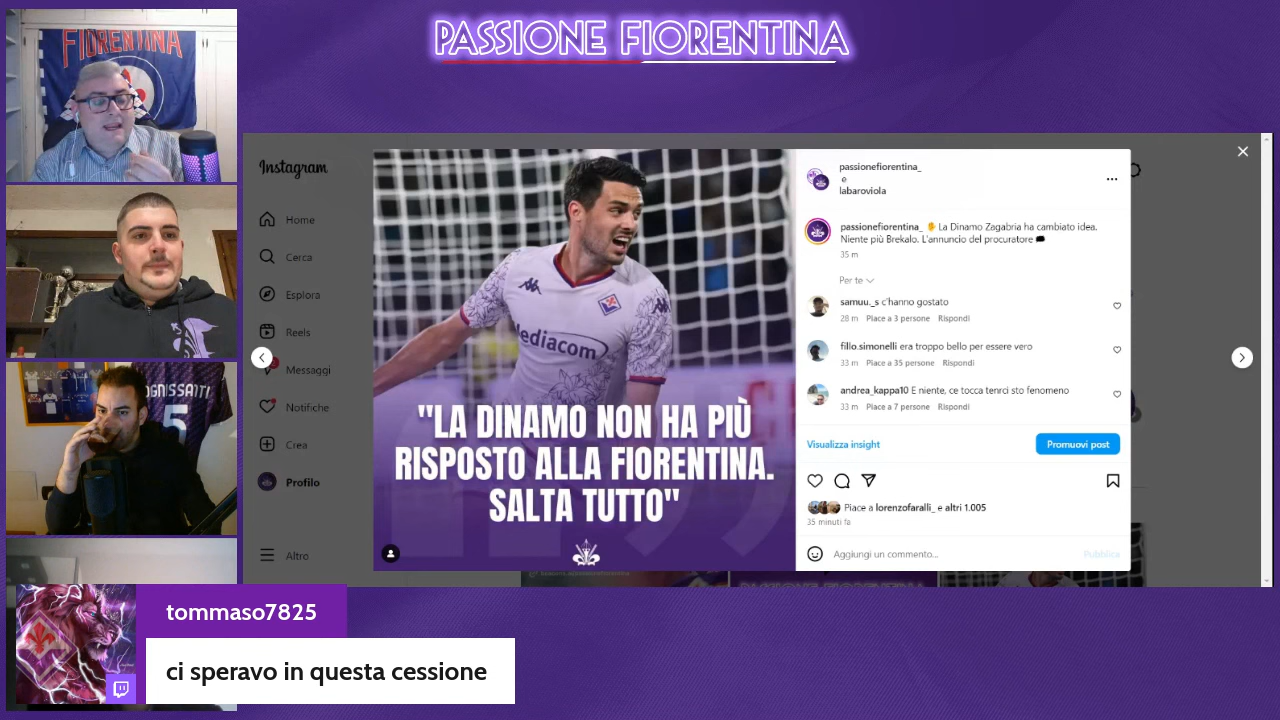 PASSIONE FIORENTINA
FIORENTINA
OGNISSANTI
5
Instagram
Home
Cerca
Esplora
Reels
Messaggi
Notifiche
Crea
Profilo
Altro
Mediacom
"LA DINAMO NON HA PIÙ
RISPOSTO ALLA FIORENTINA.
SALTA TUTTO"
passionefiorentina_
e
labaroviola
passionefiorentina_ ✋ La Dinamo Zagabria ha cambiato idea.
Niente più Brekalo. L'annuncio del procuratore 🗯
35 m
Per te
samuu._s c'hanno gostato
28 m Piace a 3 persone Rispondi
fillo.simonelli era troppo bello per essere vero
33 m Piace a 35 persone Rispondi
andrea_kappa10 E niente, ce tocca tenrci sto fenomeno
33 m Piace a 7 persone Rispondi
Visualizza insight
Promuovi post
Piace a lorenzofaralli_ e altri 1.005
35 minuti fa
Aggiungi un commento...
Pubblica
tommaso7825
ci speravo in questa cessione